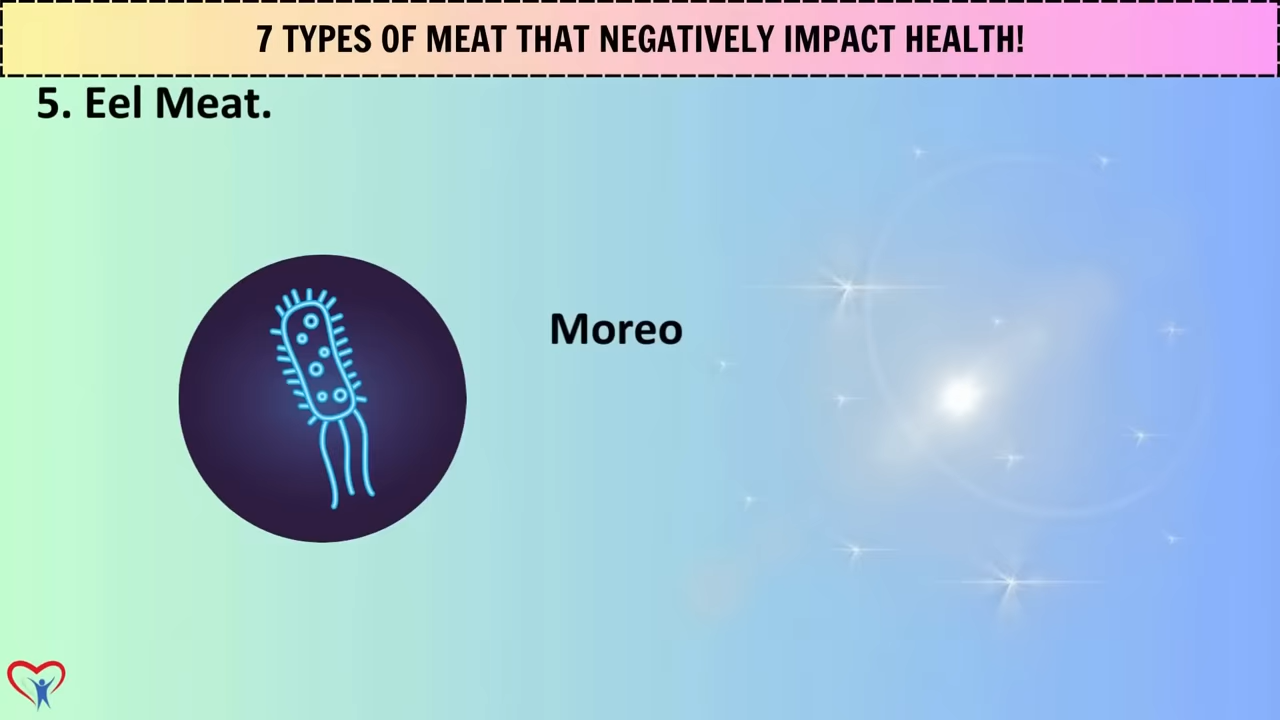 7 TYPES OF MEAT THAT NEGATIVELY IMPACT HEALTH!
5. Eel Meat.
Moreo